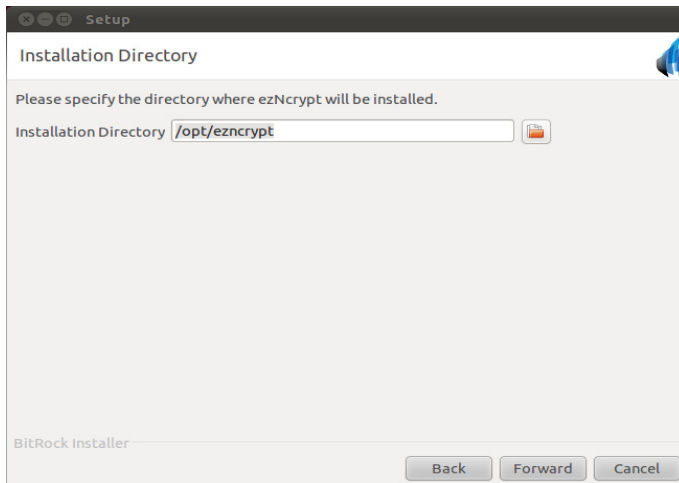 Setup
Installation Directory
Please specify the directory where ezNcrypt will be installed.
Installation Directory /opt/ezncrypt
BitRock Installer
Back Forward Cancel